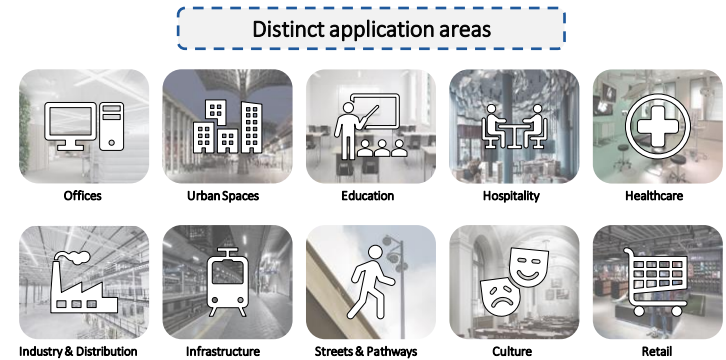 Distinct application areas
Offices
Urban Spaces
Education
Hospitality
Healthcare
Industry & Distribution
Infrastructure
Streets & Pathways
Culture
Retail